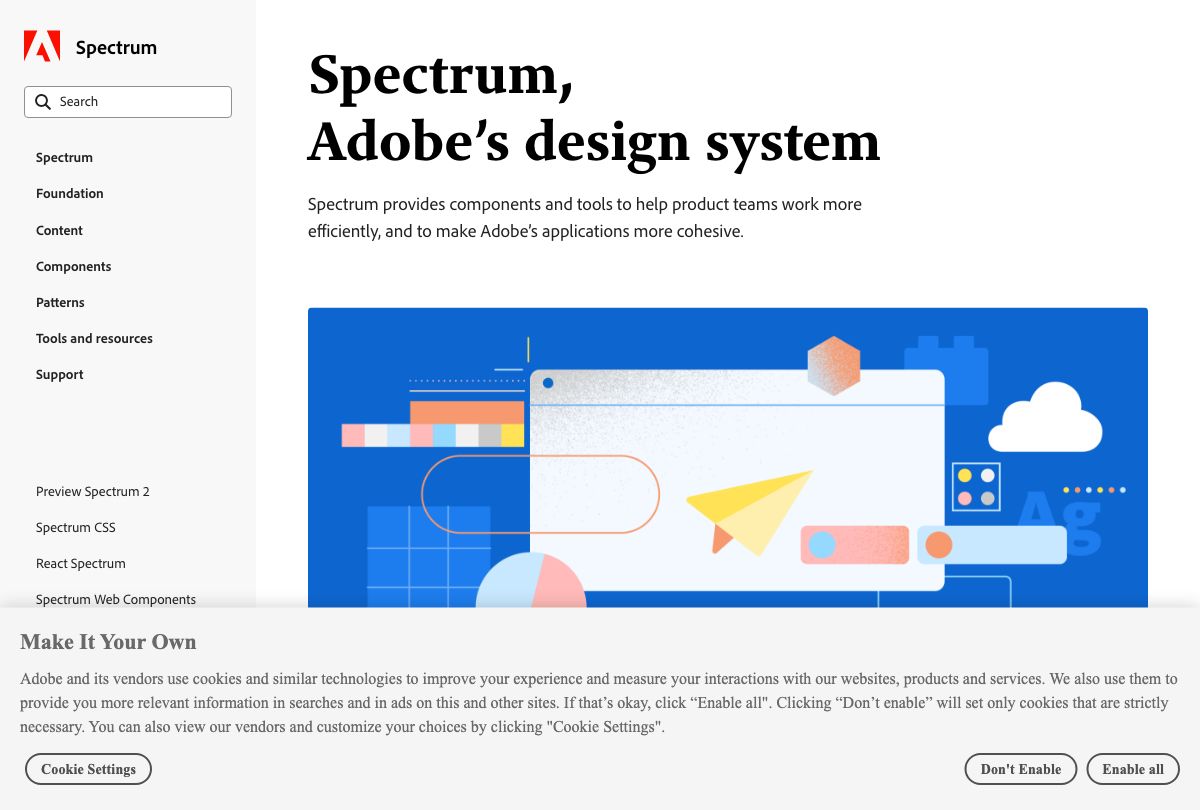 Spectrum
Search
Spectrum
Foundation
Content
Components
Patterns
Tools and resources
Support
Preview Spectrum 2
Spectrum CSS
React Spectrum
Spectrum Web Components
Spectrum,
Adobe’s design system
Spectrum provides components and tools to help product teams work more
efficiently, and to make Adobe’s applications more cohesive.
Ag
Make It Your Own
Adobe and its vendors use cookies and similar technologies to improve your experience and measure your interactions with our websites, products and services. We also use them to
provide you more relevant information in searches and in ads on this and other sites. If that’s okay, click “Enable all". Clicking “Don’t enable” will set only cookies that are strictly
necessary. You can also view our vendors and customize your choices by clicking "Cookie Settings".
Cookie Settings
Don't Enable
Enable all